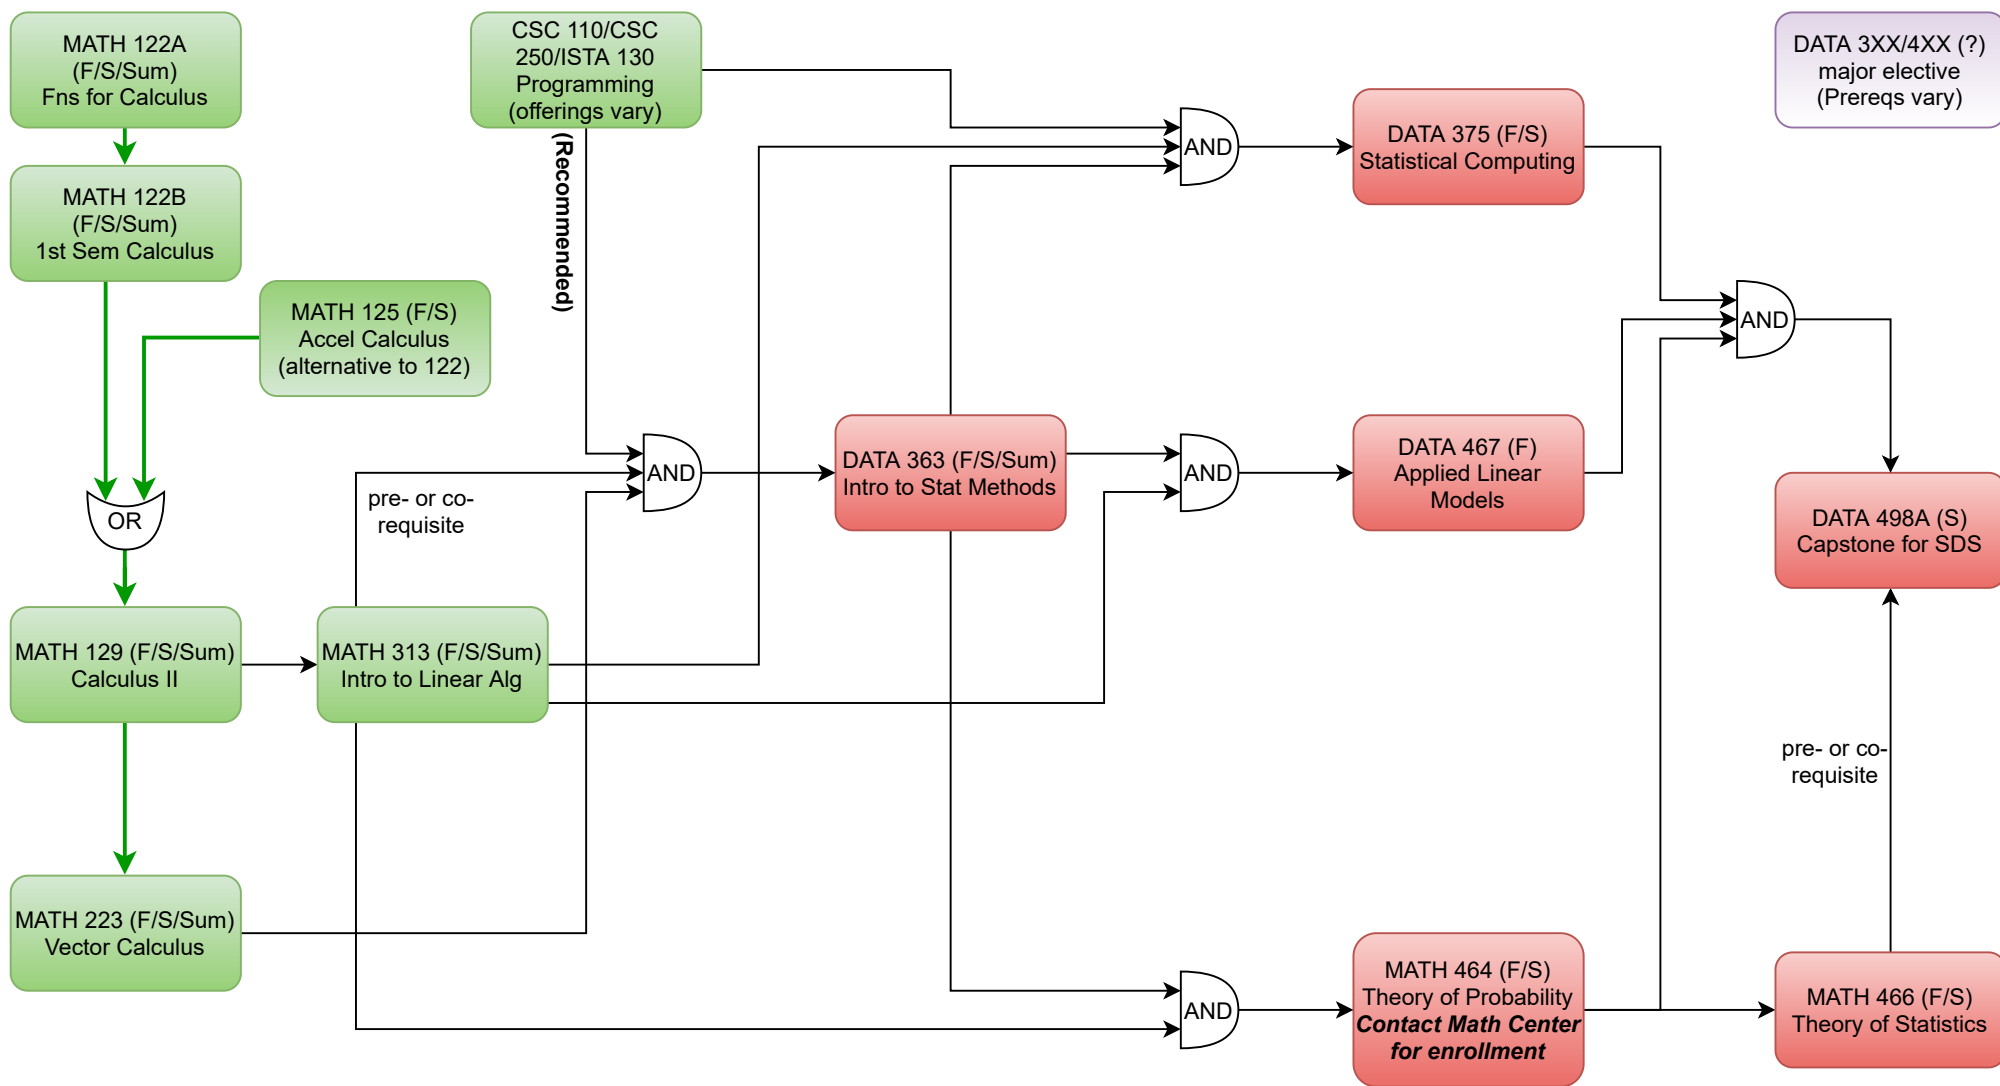 MATH 122A
(F/S/Sum)
Fns for Calculus
CSC 110/CSC
250/ISTA 130
Programming
(offerings vary)
DATA 3XX/4XX (?)
major elective
(Prereqs vary)
(Recommended)
AND
DATA 375 (F/S)
Statistical Computing
MATH 122B
(F/S/Sum)
1st Sem Calculus
MATH 125 (F/S)
Accel Calculus
(alternative to 122)
AND
OR
pre- or co-
requisite
AND
DATA 363 (F/S/Sum)
Intro to Stat Methods
AND
DATA 467 (F)
Applied Linear
Models
DATA 498A (S)
Capstone for SDS
MATH 129 (F/S/Sum)
Calculus II
MATH 313 (F/S/Sum)
Intro to Linear Alg
pre- or co-
requisite
MATH 223 (F/S/Sum)
Vector Calculus
AND
MATH 464 (F/S)
Theory of Probability
Contact Math Center
for enrollment
MATH 466 (F/S)
Theory of Statistics